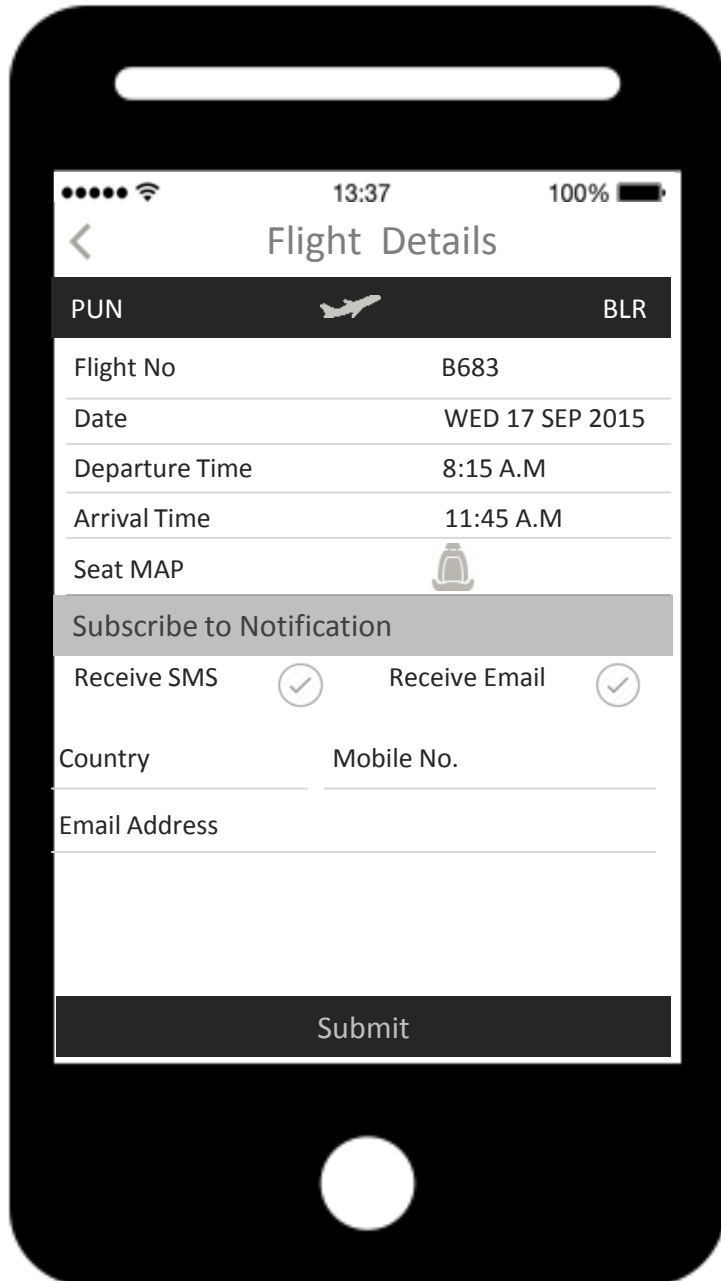 13:37 100%
Flight Details
PUN BLR
Flight No B683
Date WED 17 SEP 2015
Departure Time 8:15 A.M
Arrival Time 11:45 A.M
Seat MAP
Subscribe to Notification
Receive SMS Receive Email
Country Mobile No.
Email Address
Submit